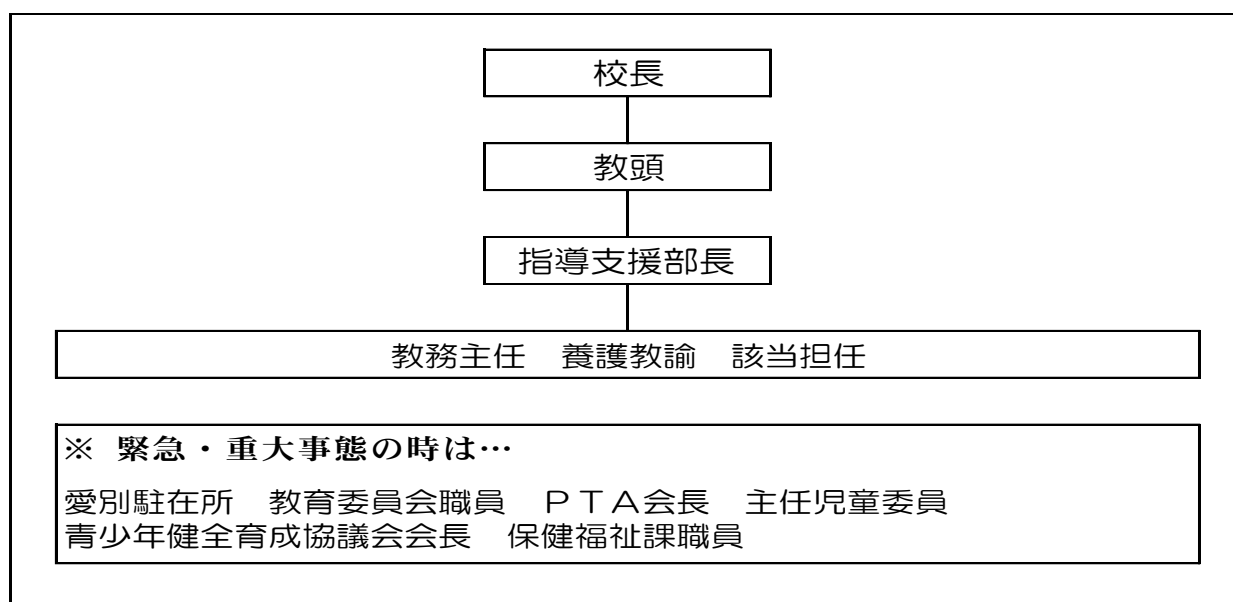 校長
教頭
指導支援部長
教務主任　養護教諭　該当担任
※ 緊急・重大事態の時は…
愛別駐在所　教育委員会職員　ＰＴＡ会長　主任児童委員
青少年健全育成協議会会長　保健福祉課職員